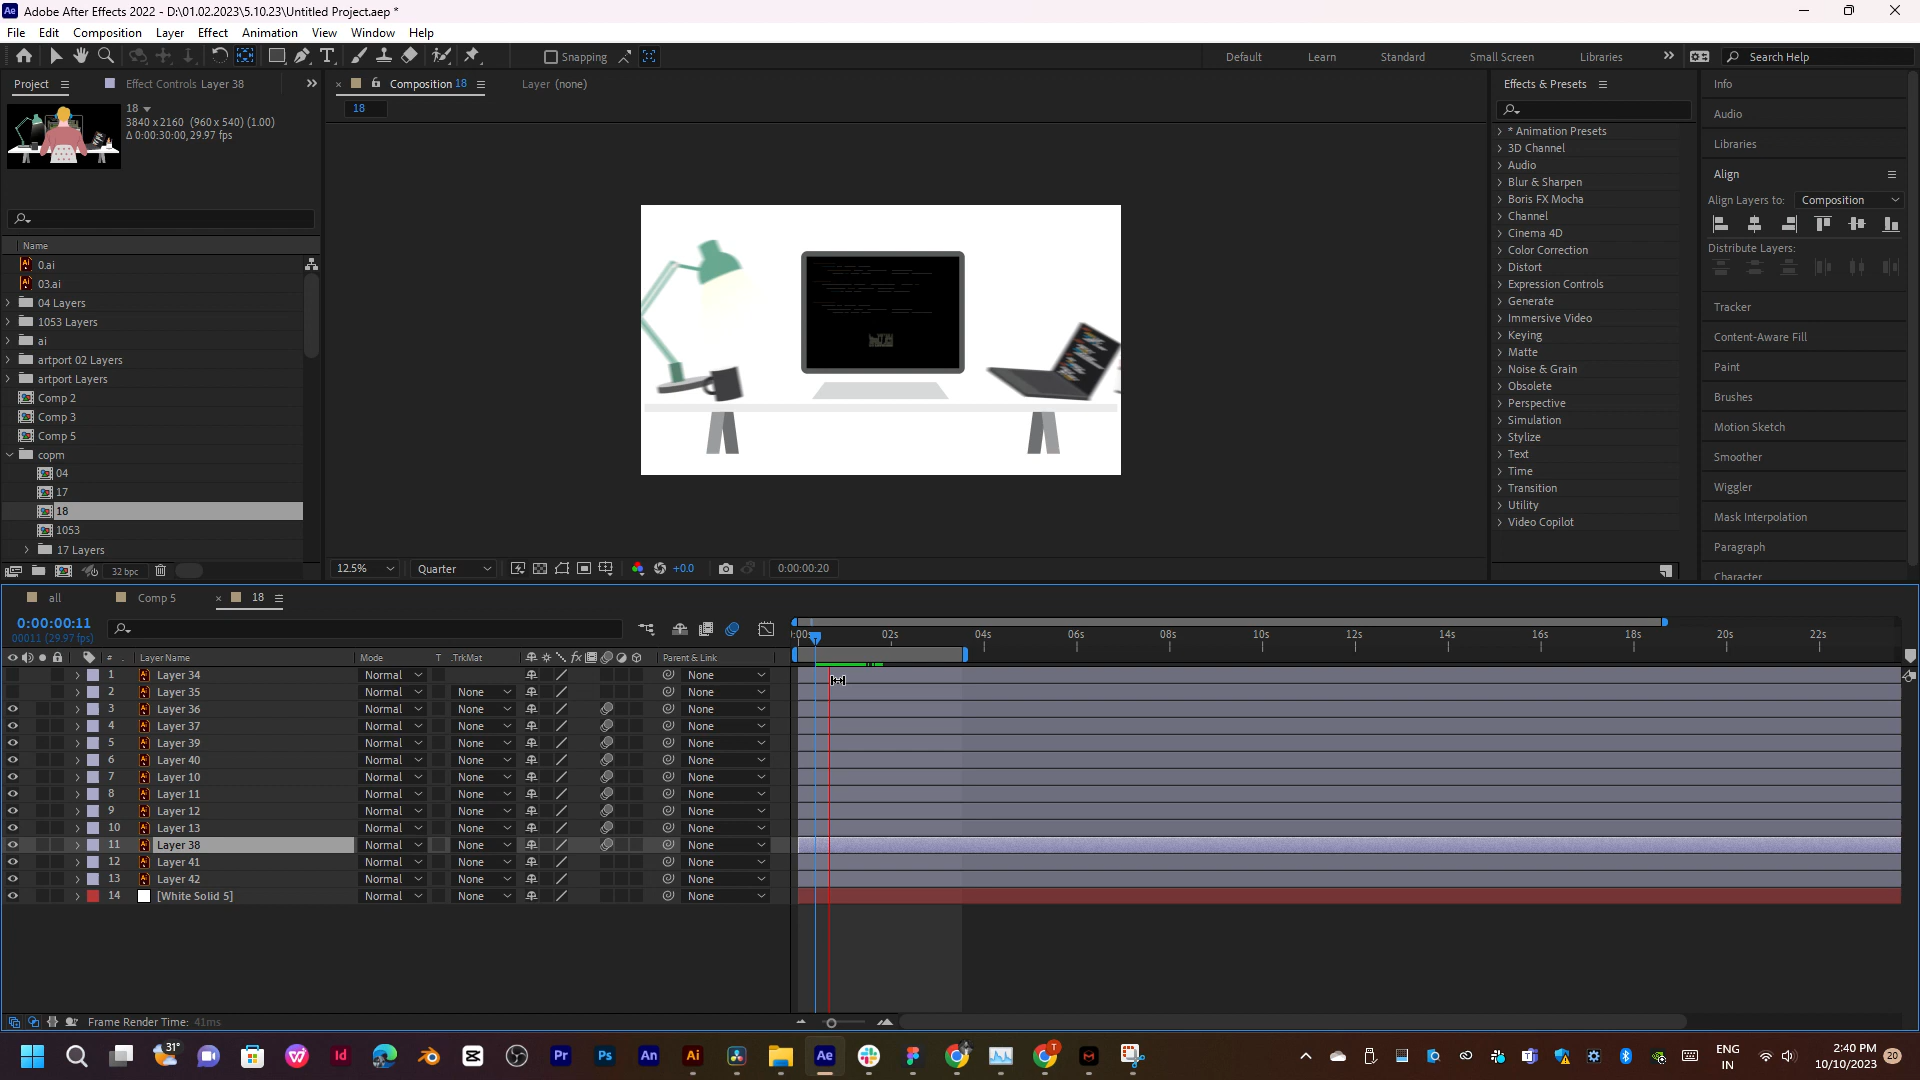 Adobe After Effects 2022 - D:\01.02.2023\5.10.23\Untitled Project.aep *
File Edit Composition Layer Effect Animation View Window Help
Snapping
Default Learn Standard Small Screen Libraries
Search Help
Project
Effect Controls Layer 38
18
3840 x 2160 (960 x 540) (1.00)
Δ 0:00:30:00, 29.97 fps
Name
0.ai
03.ai
04 Layers
1053 Layers
ai
artport 02 Layers
artport Layers
Comp 2
Comp 3
Comp 5
copm
04
17
18
1053
17 Layers
32 bpc
Composition 18
Layer (none)
18
12.5%
Quarter
+0.0
0:00:00:20
Effects & Presets
* Animation Presets
3D Channel
Audio
Blur & Sharpen
Boris FX Mocha
Channel
Cinema 4D
Color Correction
Distort
Expression Controls
Generate
Immersive Video
Keying
Matte
Noise & Grain
Obsolete
Perspective
Simulation
Stylize
Text
Time
Transition
Utility
Video Copilot
Info
Audio
Libraries
Align
Align Layers to: Composition
Distribute Layers:
Tracker
Content-Aware Fill
Paint
Brushes
Motion Sketch
Smoother
Wiggler
Mask Interpolation
Paragraph
Character
all
Comp 5
18
0:00:00:11
00011 (29.97 fps)
02s 04s 06s 08s 10s 12s 14s 16s 18s 20s 22s
# Layer Name Mode T .TrkMat Parent & Link
1 Layer 34 Normal None
2 Layer 35 Normal None None
3 Layer 36 Normal None None
4 Layer 37 Normal None None
5 Layer 39 Normal None None
6 Layer 40 Normal None None
7 Layer 10 Normal None None
8 Layer 11 Normal None None
9 Layer 12 Normal None None
10 Layer 13 Normal None None
11 Layer 38 Normal None None
12 Layer 41 Normal None None
13 Layer 42 Normal None None
14 [White Solid 5] Normal None None
Frame Render Time: 41ms
31°
ENG
IN
2:40 PM
10/10/2023
20